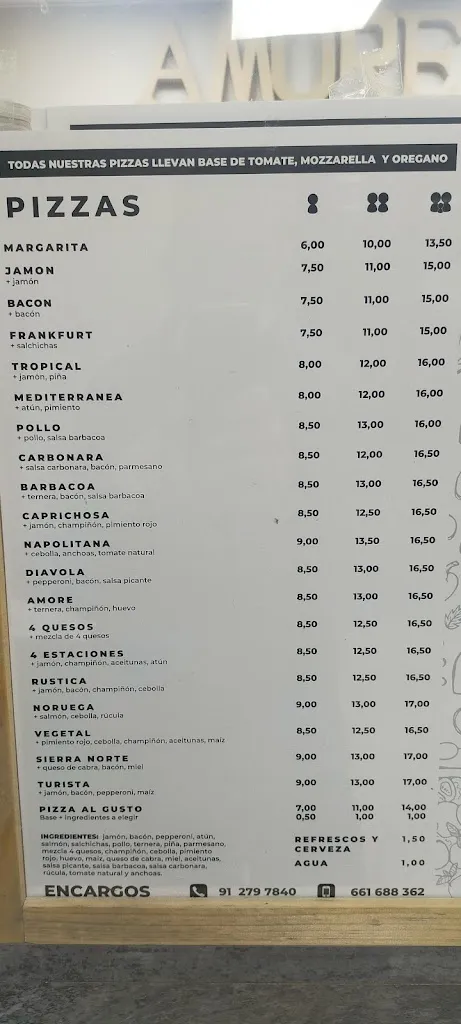 AMORE
TODAS NUESTRAS PIZZAS LLEVAN BASE DE TOMATE, MOZZARELLA Y OREGANO
PIZZAS
MARGARITA 6,00 10,00 13,50
JAMON 7,50 11,00 15,00
+ jamón
BACON 7,50 11,00 15,00
+ bacón
FRANKFURT 7,50 11,00 15,00
+ salchichas
TROPICAL 8,00 12,00 16,00
+ jamón, piña
MEDITERRANEA 8,00 12,00 16,00
+ atún, pimiento
POLLO 8,50 13,00 16,00
+ pollo, salsa barbacoa
CARBONARA 8,50 12,00 16,50
+ salsa carbonara, bacón, parmesano
BARBACOA 8,50 13,00 16,50
+ ternera, bacón, salsa barbacoa
CAPRICHOSA 8,50 12,50 16,50
+ jamón, champiñón, pimiento rojo
NAPOLITANA 9,00 13,50 16,50
+ cebolla, anchoas, tomate natural
DIAVOLA 8,50 13,00 16,50
+ pepperoni, bacón, salsa picante
AMORE 8,50 13,00 16,50
+ ternera, champiñón, huevo
4 QUESOS 8,50 12,50 16,50
+ mezcla de 4 quesos
4 ESTACIONES 8,50 12,50 16,50
+ jamón, champiñón, aceitunas, atún
RUSTICA 8,50 12,50 16,50
+ jamón, bacón, champiñón, cebolla
NORUEGA 9,00 13,00 17,00
+ salmón, cebolla, rúcula
VEGETAL 8,50 12,50 16,50
+ pimiento rojo, cebolla, champiñón, aceitunas, maíz
SIERRA NORTE 9,00 13,00 17,00
+ queso de cabra, bacón, miel
TURISTA 9,00 13,00 17,00
+ jamón, bacón, pepperoni, maíz
PIZZA AL GUSTO 7,00 11,00 14,00
Base + ingredientes a elegir 0,50 1,00 1,00
INGREDIENTES: jamón, bacón, pepperoni, atún,
salmón, salchichas, pollo, ternera, piña, parmesano,
mezcla 4 quesos, champiñón, cebolla, pimiento
rojo, huevo, maíz, queso de cabra, miel, aceitunas,
salsa picante, salsa barbacoa, salsa carbonara,
rúcula, tomate natural y anchoas.
REFRESCOS Y 1,50
CERVEZA
AGUA 1,00
ENCARGOS 91 279 7840 661 688 362